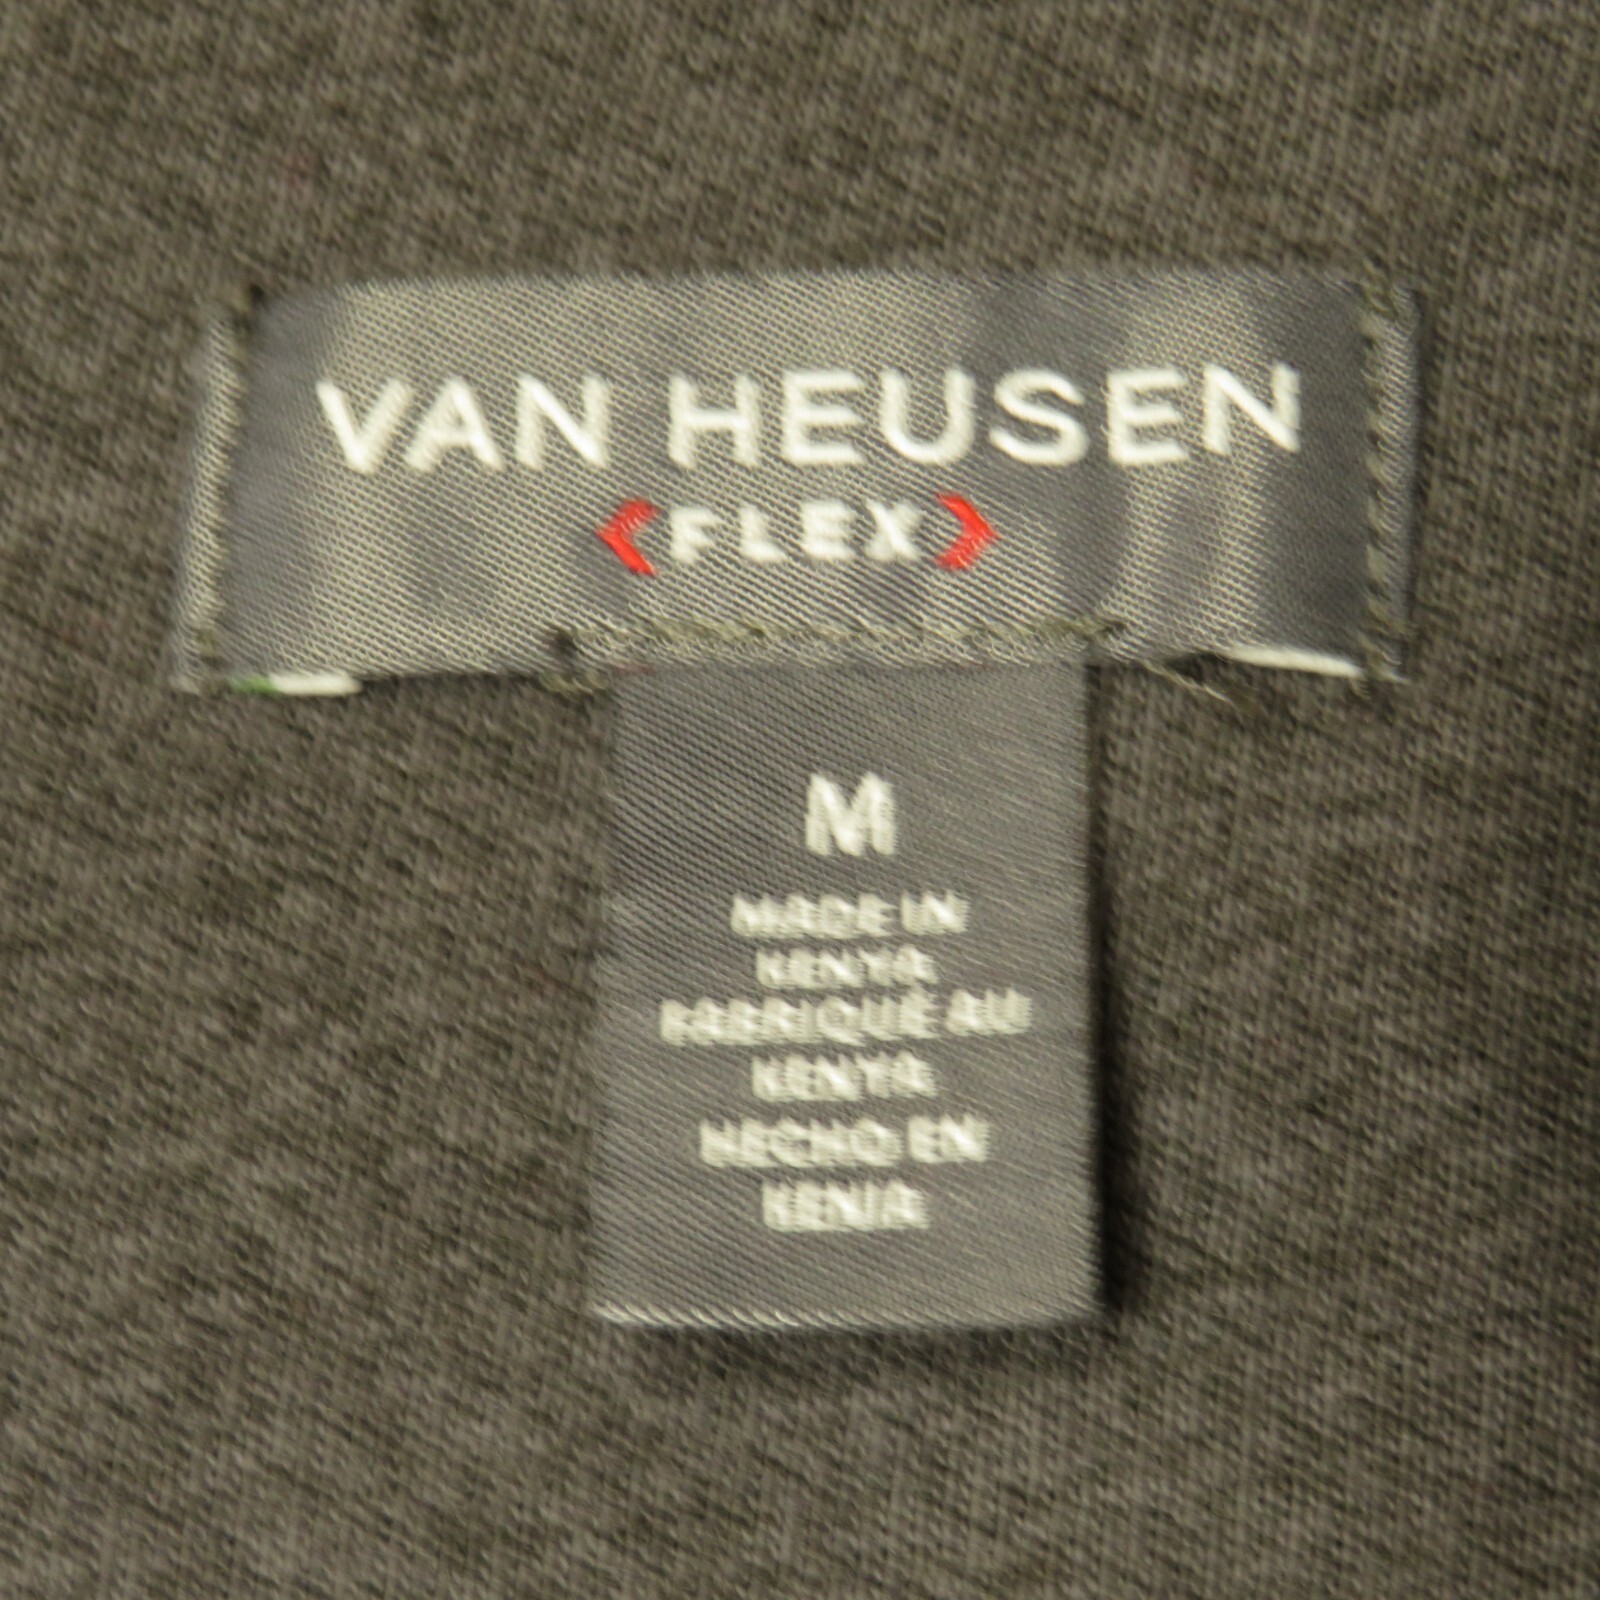 VAN HEUSEN
<FLEX>
M
MADE IN
KENYA
FABRIQUÉ AU
KENYA
HECHO EN
KENIA